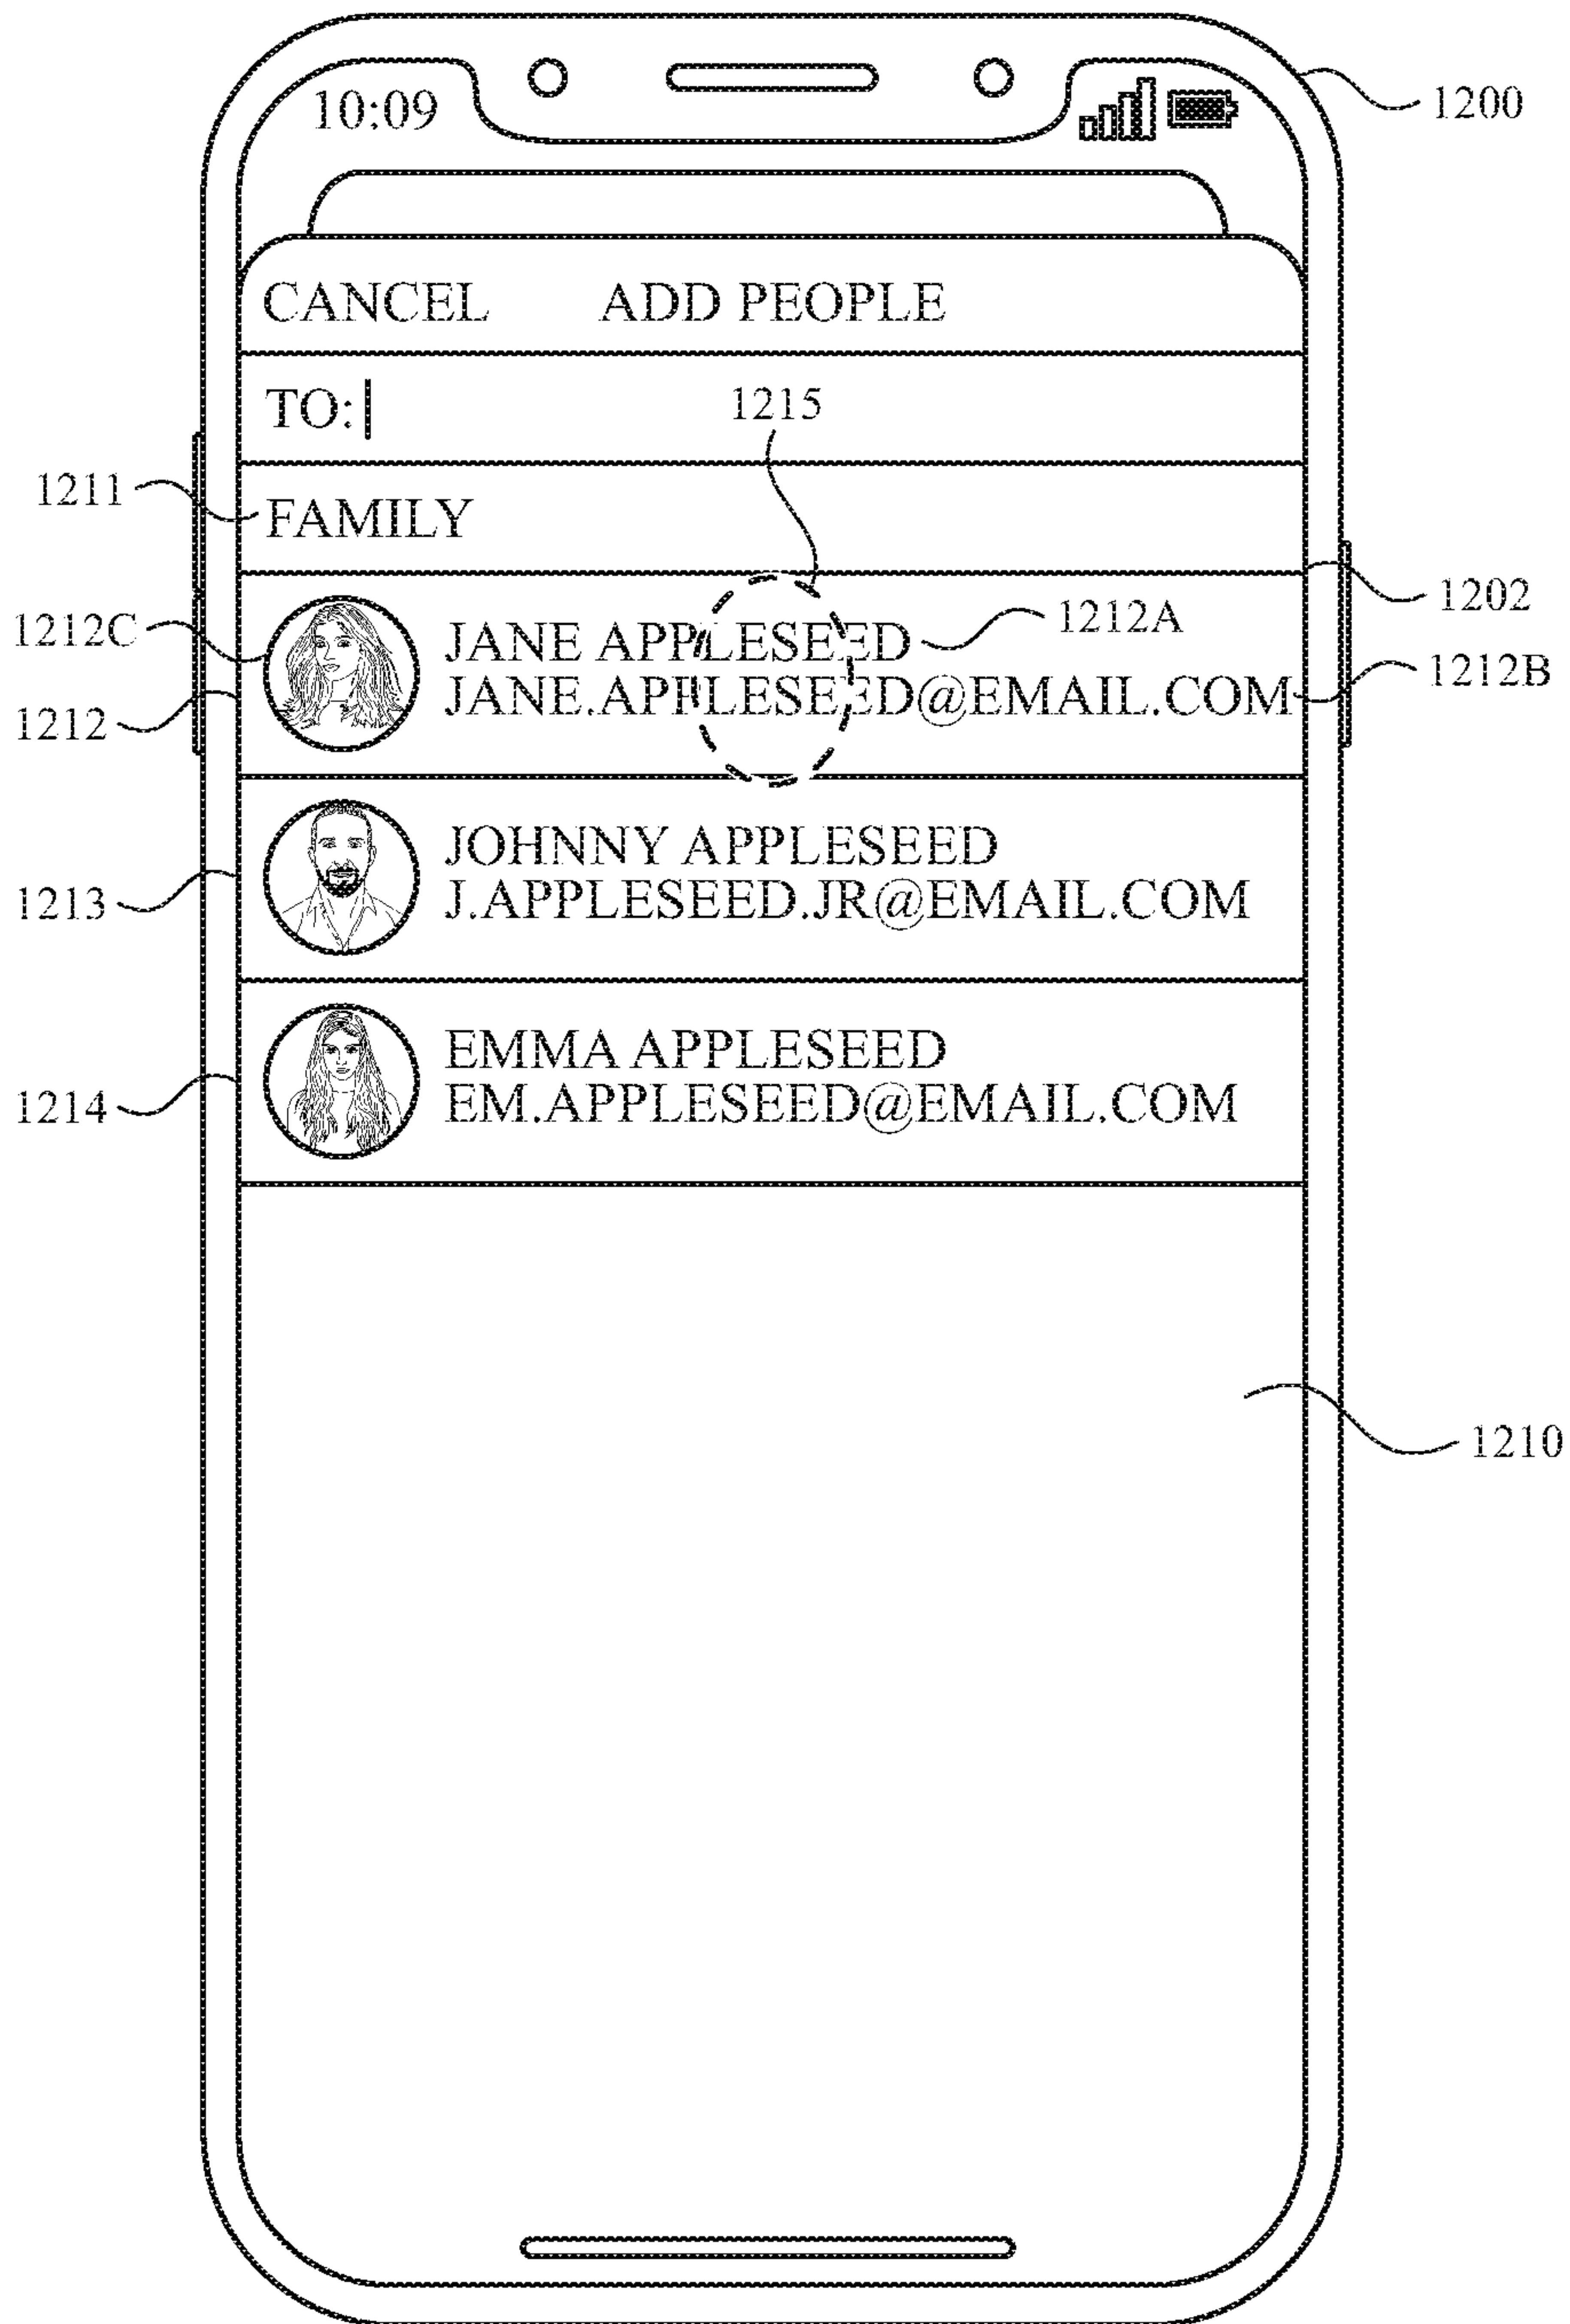 10:09
1200
CANCEL ADD PEOPLE
TO:
1215
1211
FAMILY
1202
1212C
JANE APPLESEED
1212A
JANE.APPLESEED@EMAIL.COM
1212B
1212
JOHNNY APPLESEED
J.APPLESEED.JR@EMAIL.COM
1213
EMMA APPLESEED
EM.APPLESEED@EMAIL.COM
1214
1210